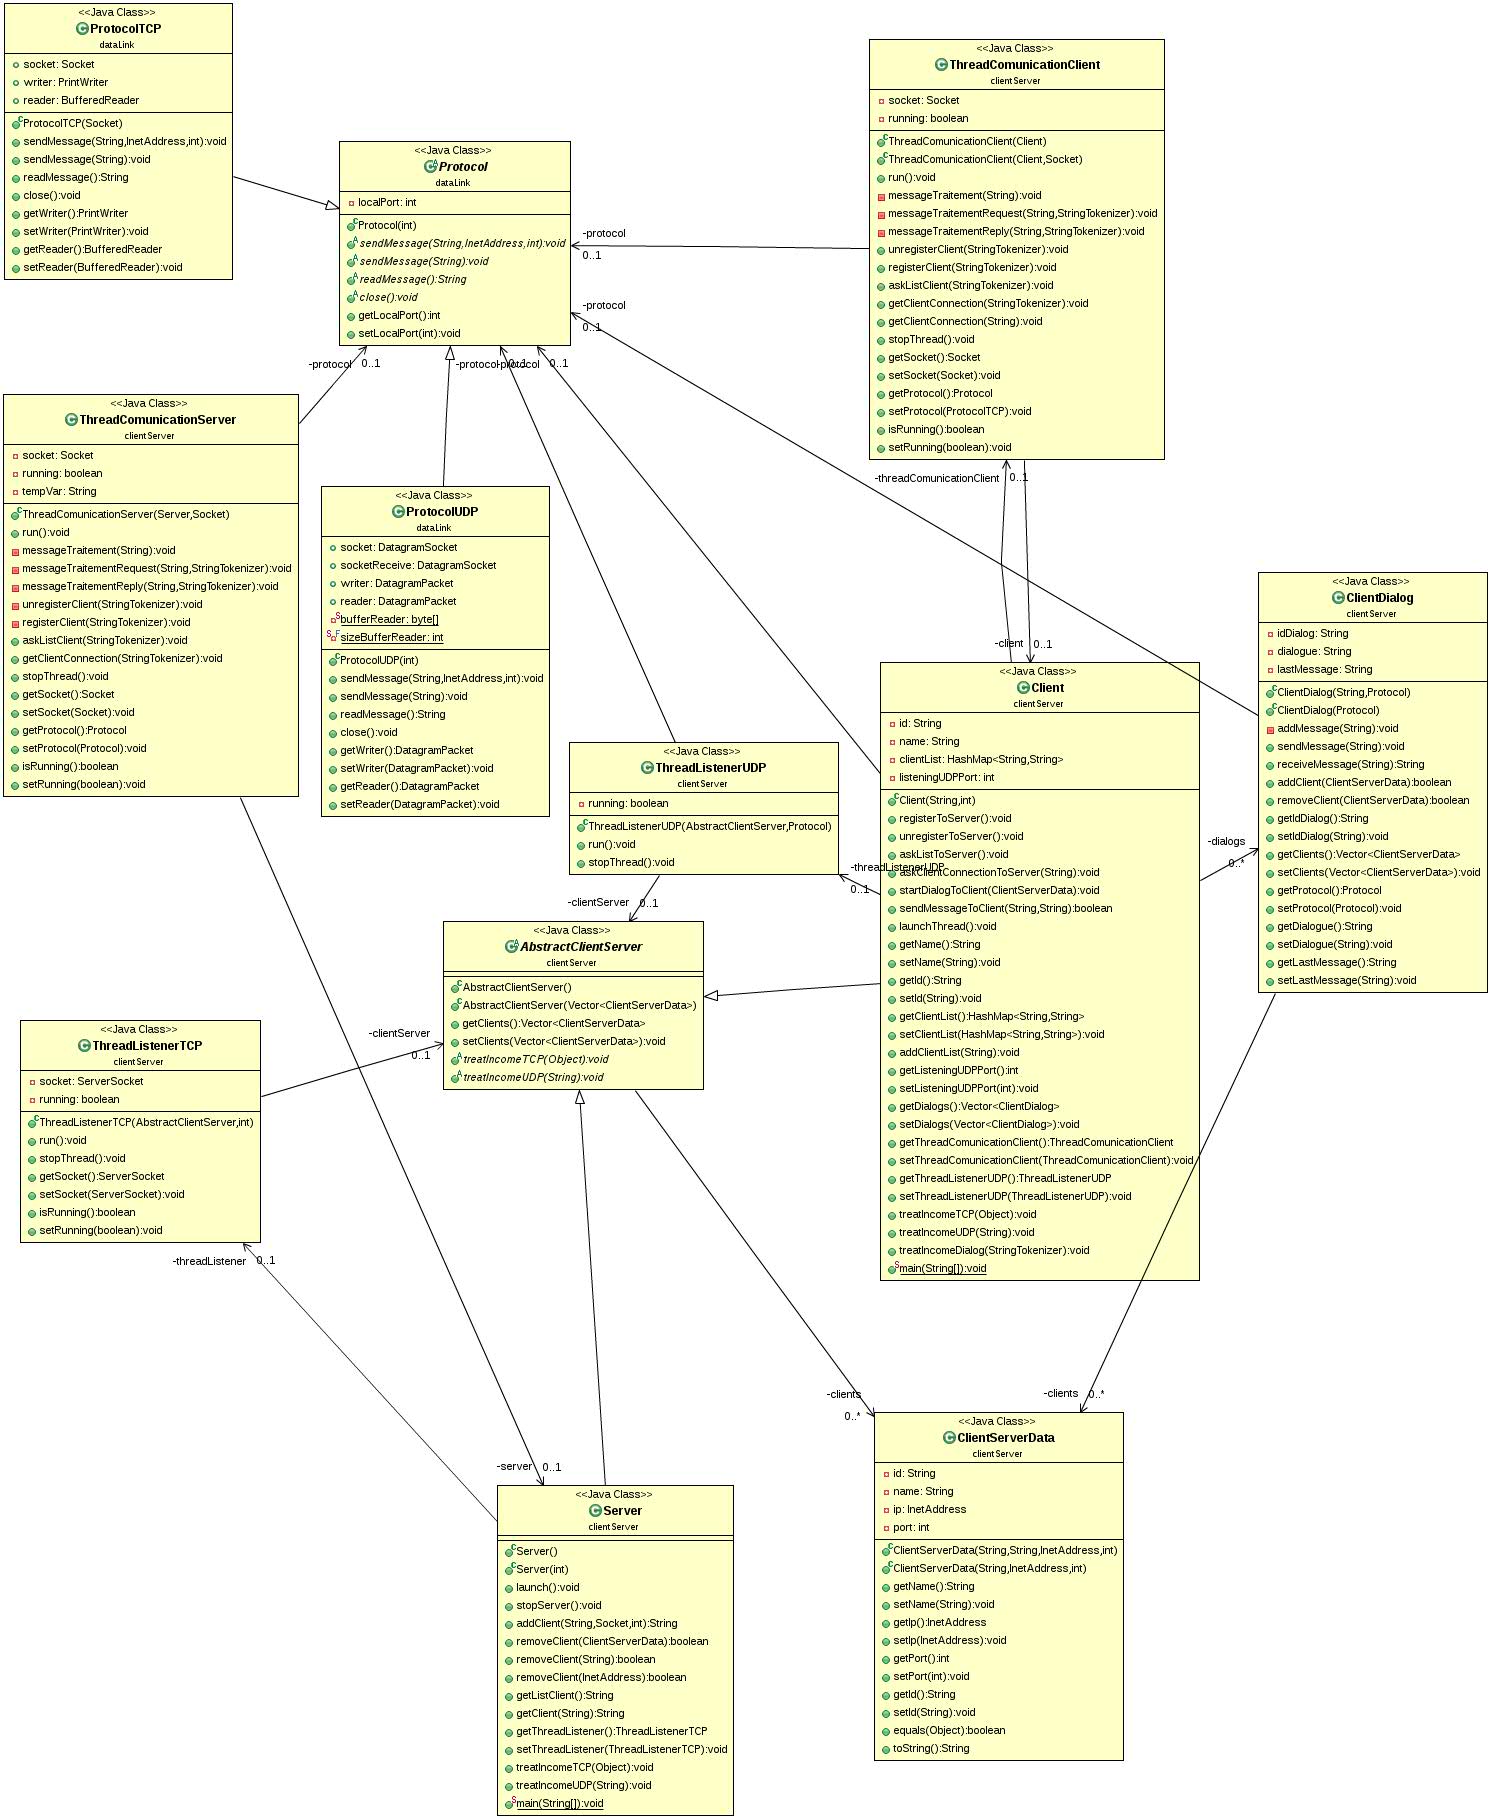 <<Java Class>>
ProtocolTCP
dataLink
socket: Socket
writer: PrintWriter
reader: BufferedReader
ProtocolTCP(Socket)
sendMessage(String,InetAddress,int):void
sendMessage(String):void
readMessage():String
close():void
getWriter():PrintWriter
setWriter(PrintWriter):void
getReader():BufferedReader
setReader(BufferedReader):void
<<Java Class>>
Protocol
dataLink
localPort: int
Protocol(int)
sendMessage(String,InetAddress,int):void
sendMessage(String):void
readMessage():String
close():void
getLocalPort():int
setLocalPort(int):void
<<Java Class>>
ThreadComunicationClient
clientServer
socket: Socket
running: boolean
ThreadComunicationClient(Client)
ThreadComunicationClient(Client,Socket)
run():void
messageTraitement(String):void
messageTraitementRequest(String,StringTokenizer):void
messageTraitementReply(String,StringTokenizer):void
unregisterClient(StringTokenizer):void
registerClient(StringTokenizer):void
askListClient(StringTokenizer):void
getClientConnection(StringTokenizer):void
getClientConnection(String):void
stopThread():void
getSocket():Socket
setSocket(Socket):void
getProtocol():Protocol
setProtocol(ProtocolTCP):void
isRunning():boolean
setRunning(boolean):void
-protocol
0..1
-protocol
0..1
-protocol
0..1
-protocol
-protocol
0..1
0..1
<<Java Class>>
ThreadComunicationServer
clientServer
socket: Socket
running: boolean
tempVar: String
ThreadComunicationServer(Server,Socket)
run():void
messageTraitement(String):void
messageTraitementRequest(String,StringTokenizer):void
messageTraitementReply(String,StringTokenizer):void
unregisterClient(StringTokenizer):void
registerClient(StringTokenizer):void
askListClient(StringTokenizer):void
getClientConnection(StringTokenizer):void
stopThread():void
getSocket():Socket
setSocket(Socket):void
getProtocol():Protocol
setProtocol(Protocol):void
isRunning():boolean
setRunning(boolean):void
<<Java Class>>
ProtocolUDP
dataLink
socket: DatagramSocket
socketReceive: DatagramSocket
writer: DatagramPacket
reader: DatagramPacket
bufferReader: byte[]
sizeBufferReader: int
ProtocolUDP(int)
sendMessage(String,InetAddress,int):void
sendMessage(String):void
readMessage():String
close():void
getWriter():DatagramPacket
setWriter(DatagramPacket):void
getReader():DatagramPacket
setReader(DatagramPacket):void
-threadComunicationClient
0..1
-client
0..1
<<Java Class>>
ClientDialog
clientServer
idDialog: String
dialogue: String
lastMessage: String
ClientDialog(String,Protocol)
ClientDialog(Protocol)
addMessage(String):void
sendMessage(String):void
receiveMessage(String):String
addClient(ClientServerData):boolean
removeClient(ClientServerData):boolean
getIdDialog():String
setIdDialog(String):void
getClients():Vector<ClientServerData>
setClients(Vector<ClientServerData>):void
getProtocol():Protocol
setProtocol(Protocol):void
getDialogue():String
setDialogue(String):void
getLastMessage():String
setLastMessage(String):void
<<Java Class>>
Client
clientServer
id: String
name: String
clientList: HashMap<String,String>
listeningUDPPort: int
Client(String,int)
registerToServer():void
unregisterToServer():void
askListToServer():void
askClientConnectionToServer(String):void
startDialogToClient(ClientServerData):void
sendMessageToClient(String,String):boolean
launchThread():void
getName():String
setName(String):void
getId():String
setId(String):void
getClientList():HashMap<String,String>
setClientList(HashMap<String,String>):void
addClientList(String):void
getListeningUDPPort():int
setListeningUDPPort(int):void
getDialogs():Vector<ClientDialog>
setDialogs(Vector<ClientDialog>):void
getThreadComunicationClient():ThreadComunicationClient
setThreadComunicationClient(ThreadComunicationClient):void
getThreadListenerUDP():ThreadListenerUDP
setThreadListenerUDP(ThreadListenerUDP):void
treatIncomeTCP(Object):void
treatIncomeUDP(String):void
treatIncomeDialog(StringTokenizer):void
main(String[]):void
-dialogs
0..*
<<Java Class>>
ThreadListenerUDP
clientServer
running: boolean
ThreadListenerUDP(AbstractClientServer,Protocol)
run():void
stopThread():void
-threadListenerUDP
0..1
-clientServer
0..1
<<Java Class>>
AbstractClientServer
clientServer
AbstractClientServer()
AbstractClientServer(Vector<ClientServerData>)
getClients():Vector<ClientServerData>
setClients(Vector<ClientServerData>):void
treatIncomeTCP(Object):void
treatIncomeUDP(String):void
-clientServer
0..1
<<Java Class>>
ThreadListenerTCP
clientServer
socket: ServerSocket
running: boolean
ThreadListenerTCP(AbstractClientServer,int)
run():void
stopThread():void
getSocket():ServerSocket
setSocket(ServerSocket):void
isRunning():boolean
setRunning(boolean):void
-threadListener
0..1
-clients
0..*
-clients
0..*
-server
0..1
<<Java Class>>
Server
clientServer
Server()
Server(int)
launch():void
stopServer():void
addClient(String,Socket,int):String
removeClient(ClientServerData):boolean
removeClient(String):boolean
removeClient(InetAddress):boolean
getListClient():String
getClient(String):String
getThreadListener():ThreadListenerTCP
setThreadListener(ThreadListenerTCP):void
treatIncomeTCP(Object):void
treatIncomeUDP(String):void
main(String[]):void
<<Java Class>>
ClientServerData
clientServer
id: String
name: String
ip: InetAddress
port: int
ClientServerData(String,String,InetAddress,int)
ClientServerData(String,InetAddress,int)
getName():String
setName(String):void
getIp():InetAddress
setIp(InetAddress):void
getPort():int
setPort(int):void
getId():String
setId(String):void
equals(Object):boolean
toString():String